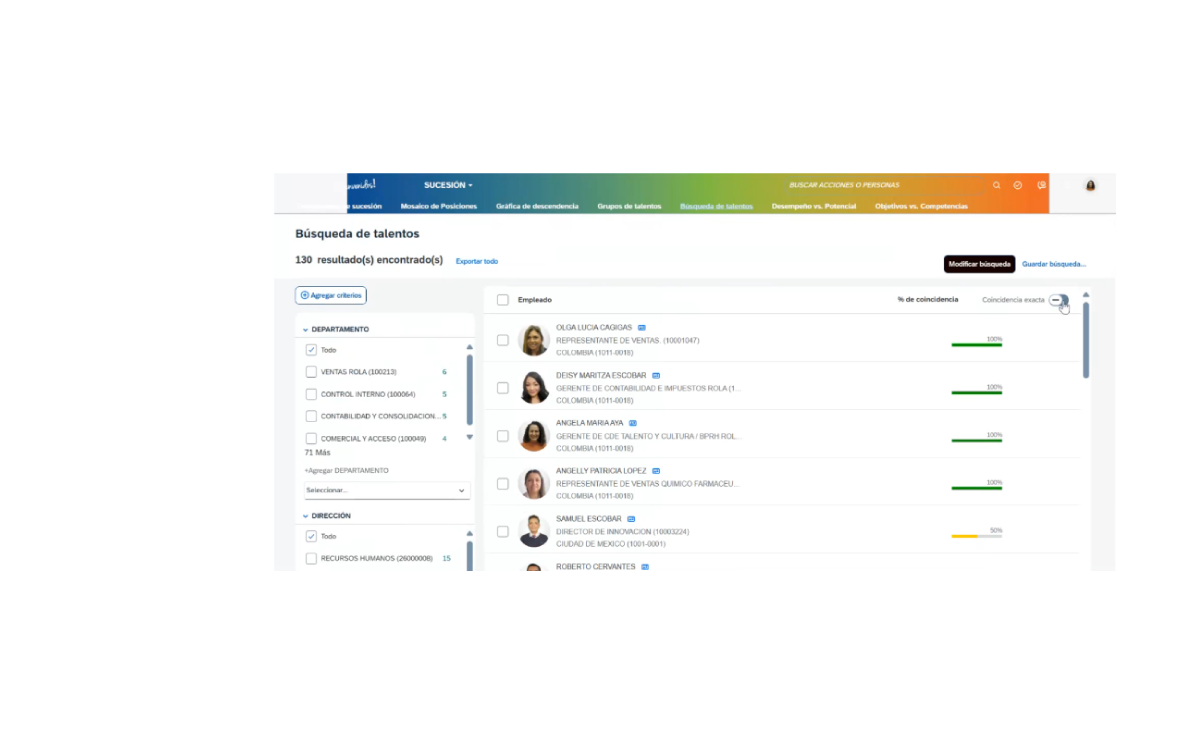 SUCESIÓN
BUSCAR ACCIONES O PERSONAS
sucesión Mosaico de Posiciones Gráfica de descendencia Grupos de talentos Búsqueda de talentos Desempeño vs. Potencial Objetivos vs. Competencias
Búsqueda de talentos
130 resultado(s) encontrado(s) Exportar todo
Modificar búsqueda Guardar búsqueda...
Agregar criterios
DEPARTAMENTO
Todo
VENTAS ROLA (100213) 6
CONTROL INTERNO (100064) 5
CONTABILIDAD Y CONSOLIDACION... 5
COMERCIAL Y ACCESO (100049) 4
71 Más
+Agregar DEPARTAMENTO
Seleccionar...
DIRECCIÓN
Todo
RECURSOS HUMANOS (26000008) 15
Empleado % de coincidencia Coincidencia exacta
OLGA LUCIA CAGIGAS
REPRESENTANTE DE VENTAS. (10001047) 100%
COLOMBIA (1011-0018)
DEISY MARITZA ESCOBAR
GERENTE DE CONTABILIDAD E IMPUESTOS ROLA (1... 100%
COLOMBIA (1011-0018)
ANGELA MARIA AYA
GERENTE DE CDE TALENTO Y CULTURA / BPRH ROL... 100%
COLOMBIA (1011-0018)
ANGELLY PATRICIA LOPEZ
REPRESENTANTE DE VENTAS QUIMICO FARMACEU... 100%
COLOMBIA (1011-0018)
SAMUEL ESCOBAR
DIRECTOR DE INNOVACION (10003224) 50%
CIUDAD DE MEXICO (1001-0001)
ROBERTO CERVANTES